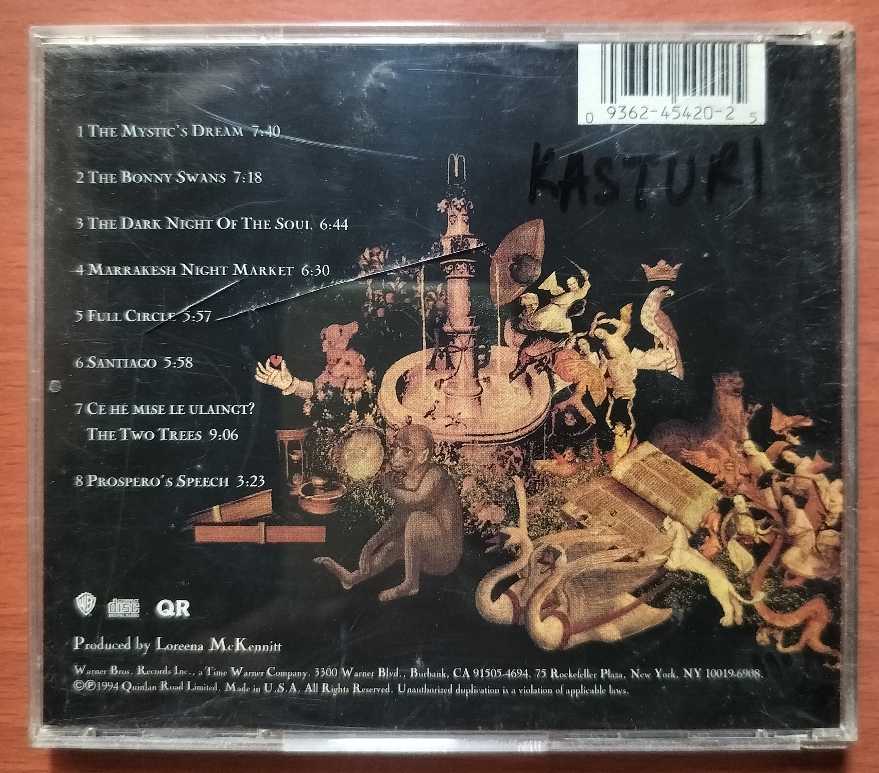 0 9362-45420-2 5
KASTURI
1 THE MYSTIC'S DREAM 7:40
2 THE BONNY SWANS 7:18
3 THE DARK NIGHT OF THE SOUL 6:44
4 MARRAKESH NIGHT MARKET 6:30
5 FULL CIRCLE 5:57
6 SANTIAGO 5:58
7 CE HE MISE LE ULAINGT?
THE TWO TREES 9:06
8 PROSPERO'S SPEECH 3:23
WB disc DIGITAL AUDIO QR
Produced by Loreena McKennitt
Warner Bros. Records Inc., a Time Warner Company, 3300 Warner Blvd., Burbank, CA 91505-4694, 75 Rockefeller Plaza, New York, NY 10019-6908.
©℗1994 Quinlan Road Limited. Made in U.S.A. All Rights Reserved. Unauthorized duplication is a violation of applicable laws.